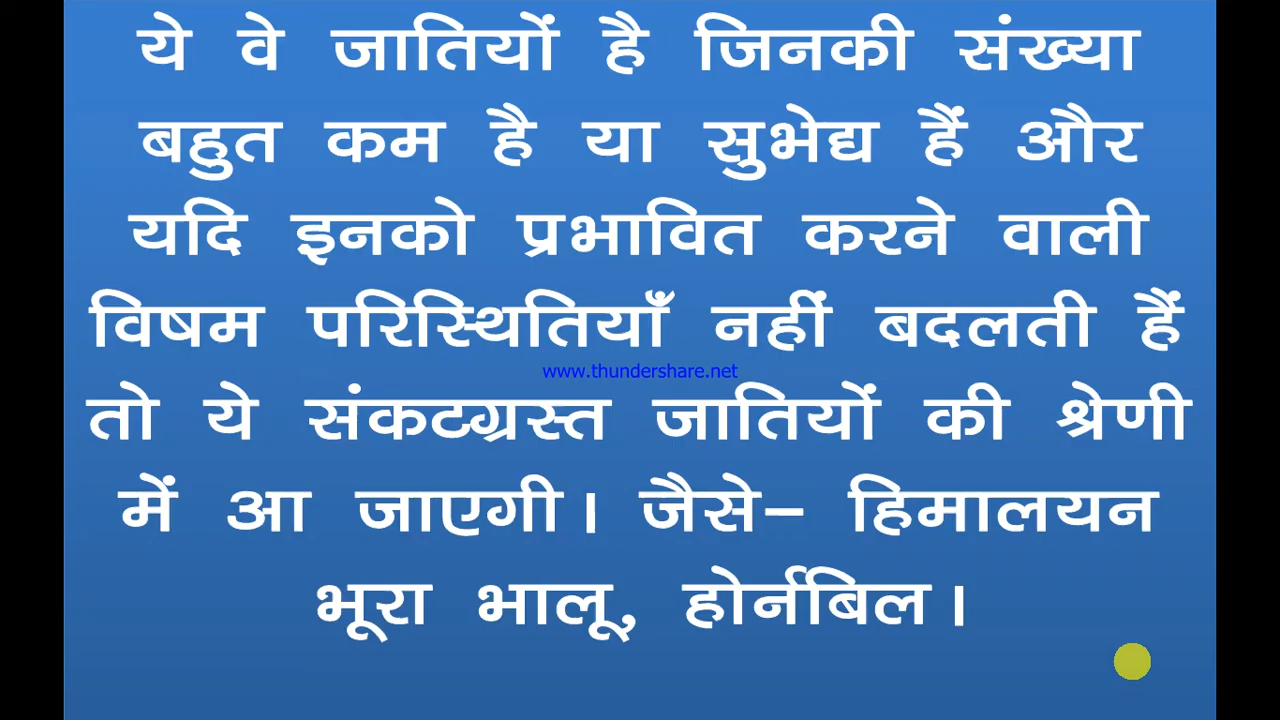 ये वे जातियों है जिनकी संख्या
बहुत कम है या सुभेद्य हैं और
यदि इनको प्रभावित करने वाली
विषम परिस्थितियाँ नहीं बदलती हैं
www.thundershare.net
तो ये संकटग्रस्त जातियों की श्रेणी
में आ जाएगी। जैसे– हिमालयन
भूरा भालू, होर्नबिल।